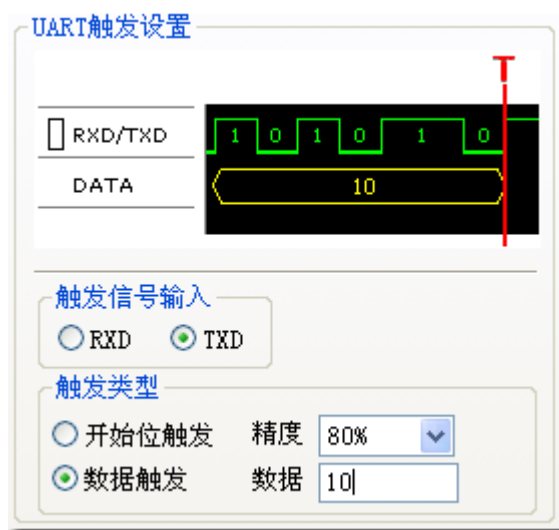 UART触发设置
T
RXD/TXD 1 0 1 0 1 0
DATA 10
触发信号输入
RXD TXD
触发类型
开始位触发 精度 80%
数据触发 数据 10